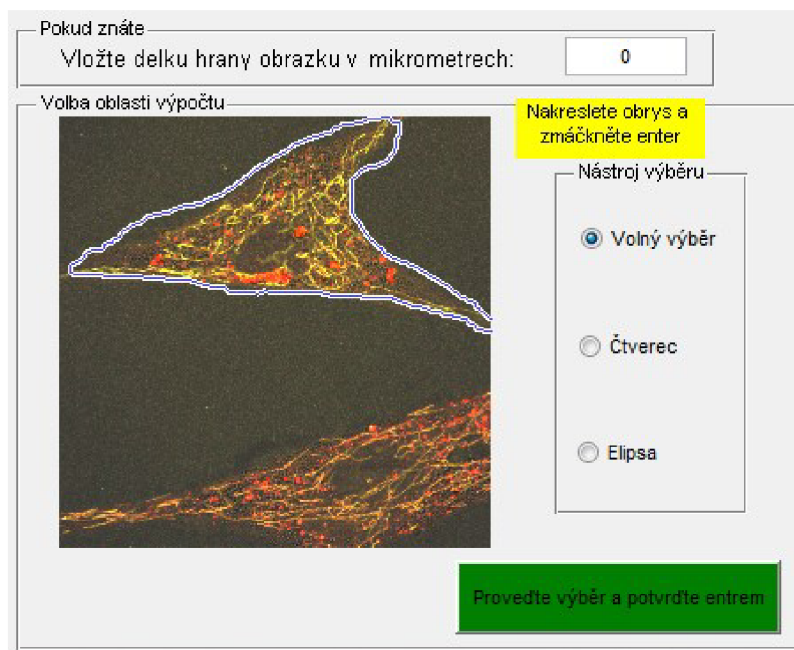 Pokud znáte
Vložte delku hrany obrazku v mikrometrech:
0
Volba oblasti výpočtu
Nakreslete obrys a
zmáčkněte enter
Nástroj výběru
Volný výběr
Čtverec
Elipsa
Proveďte výběr a potvrďte entrem